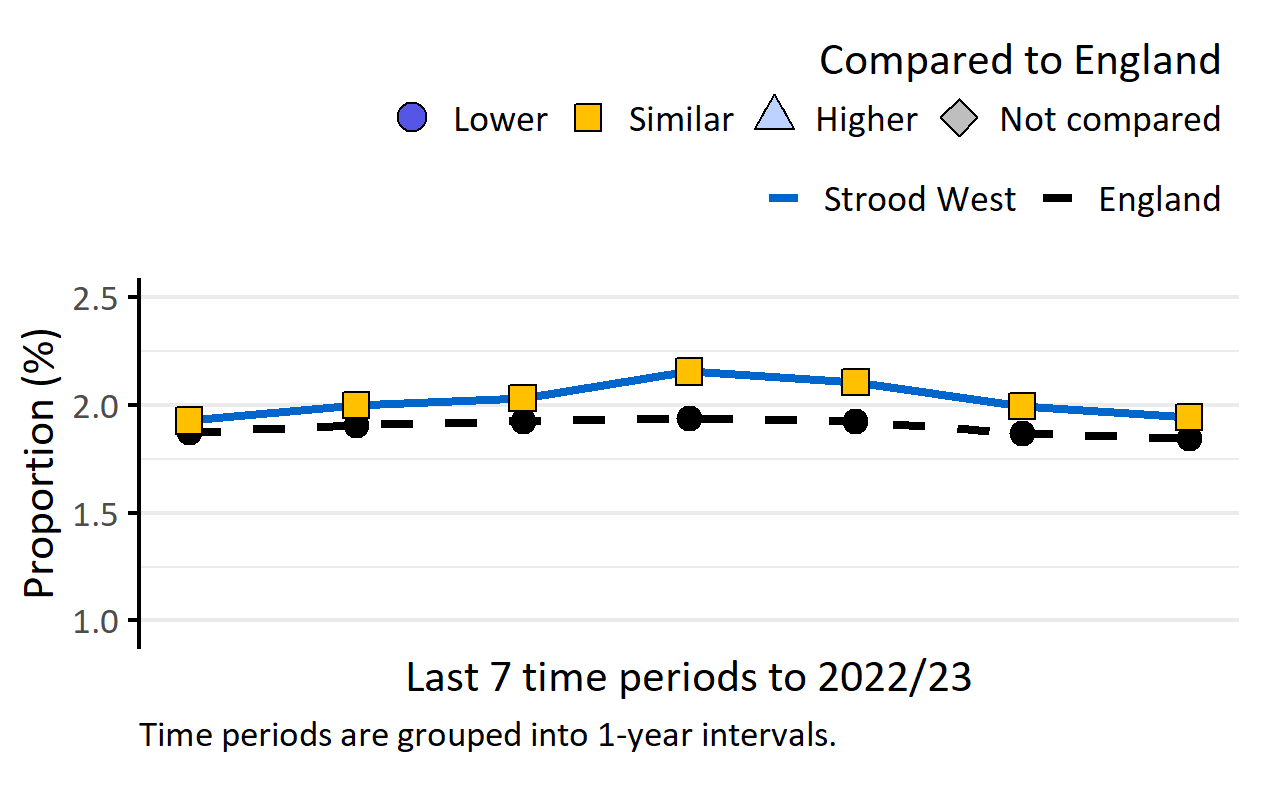 Compared to England
Lower Similar Higher Not compared
Strood West England
2.5
2.0
1.5
1.0
Proportion (%)
Last 7 time periods to 2022/23
Time periods are grouped into 1-year intervals.